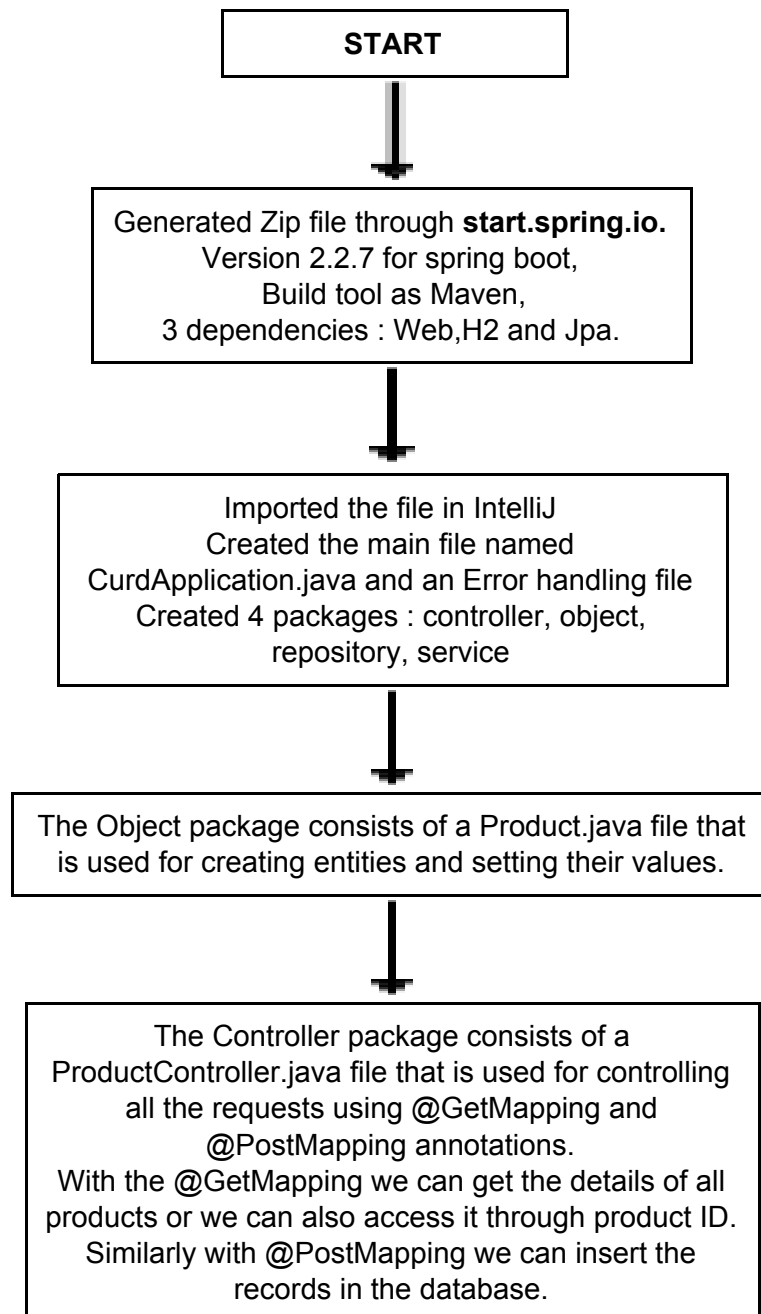 START
Generated Zip file through start.spring.io.
Version 2.2.7 for spring boot,
Build tool as Maven,
3 dependencies : Web,H2 and Jpa.
Imported the file in IntelliJ
Created the main file named
CurdApplication.java and an Error handling file
Created 4 packages : controller, object,
repository, service
The Object package consists of a Product.java file that
is used for creating entities and setting their values.
The Controller package consists of a
ProductController.java file that is used for controlling
all the requests using @GetMapping and
@PostMapping annotations.
With the @GetMapping we can get the details of all
products or we can also access it through product ID.
Similarly with @PostMapping we can insert the
records in the database.